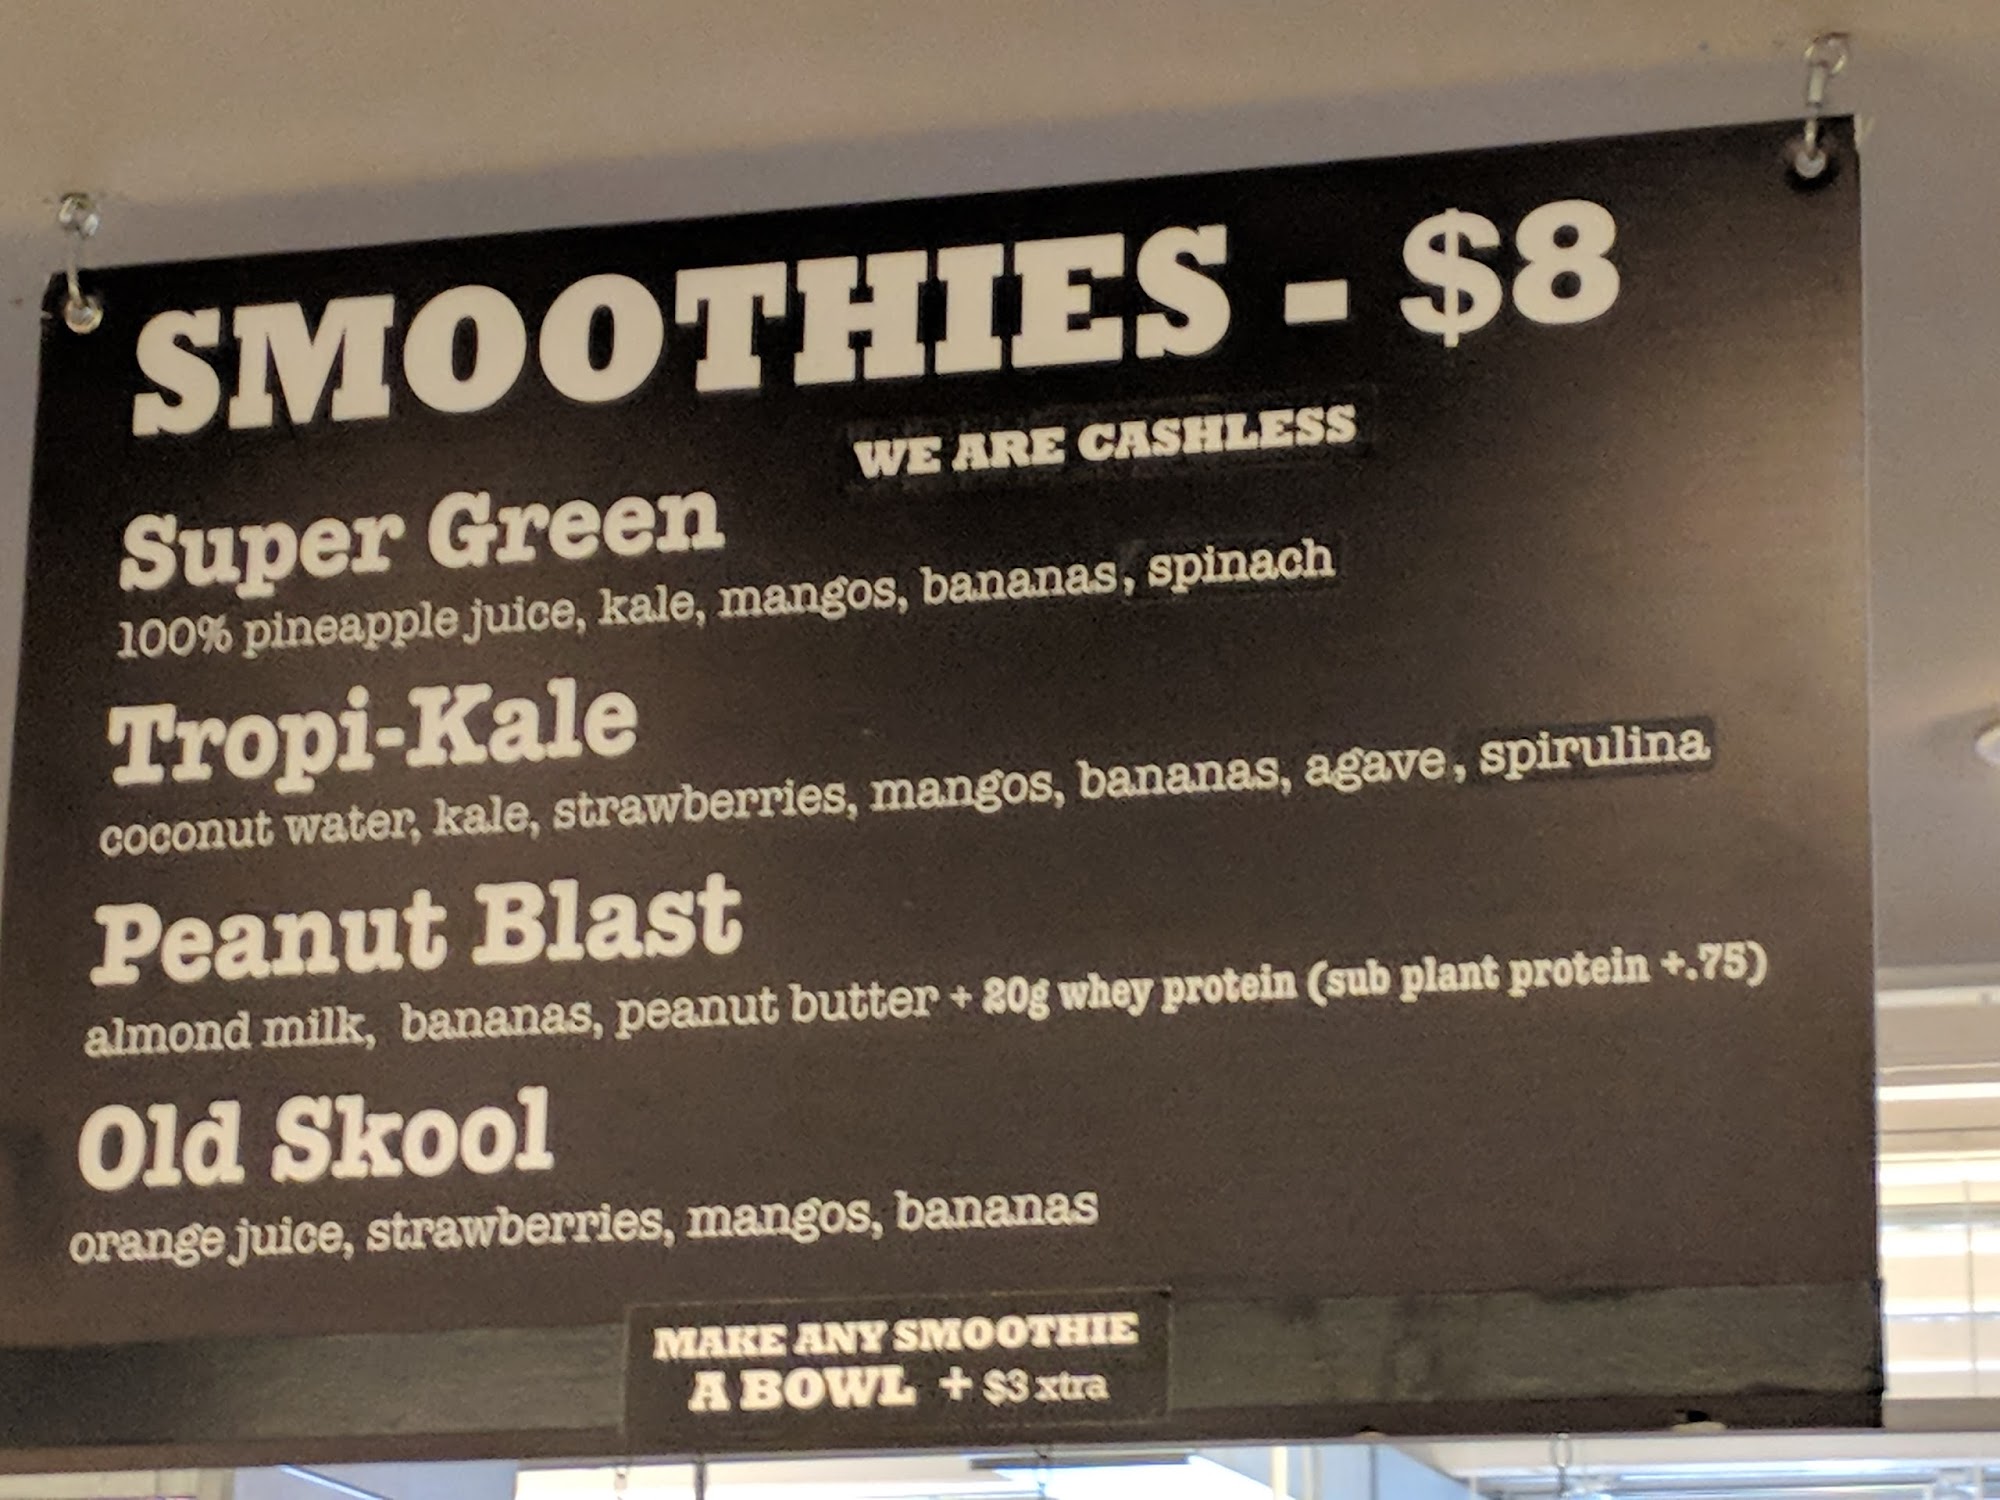 SMOOTHIES - $8
WE ARE CASHLESS
Super Green
100% pineapple juice, kale, mangos, bananas, spinach
Tropi-Kale
coconut water, kale, strawberries, mangos, bananas, agave, spirulina
Peanut Blast
almond milk, bananas, peanut butter + 20g whey protein (sub plant protein +.75)
Old Skool
orange juice, strawberries, mangos, bananas
MAKE ANY SMOOTHIE
A BOWL + $3 xtra